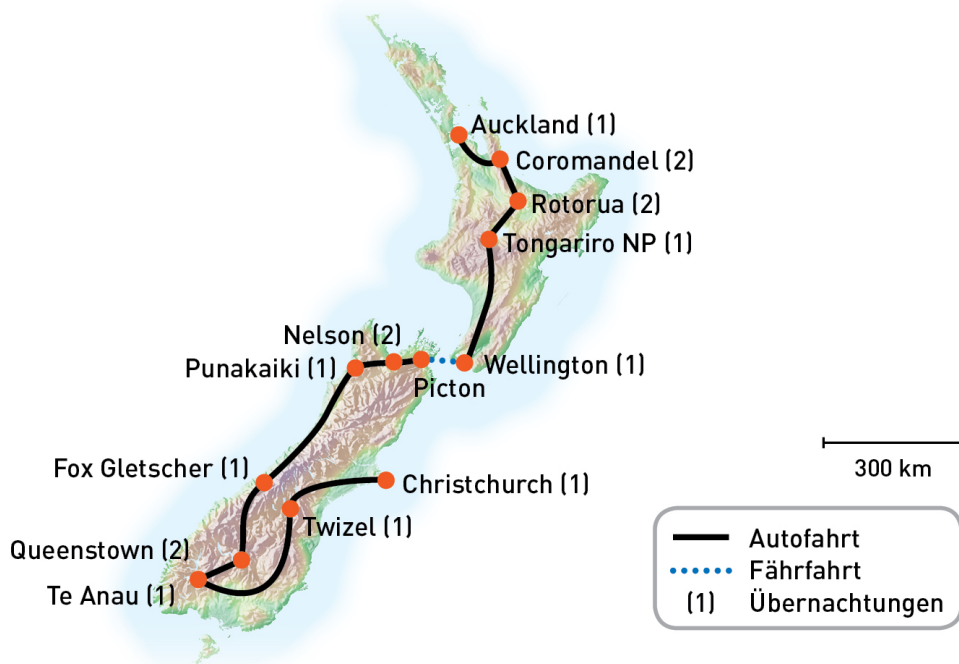 Auckland (1)
Coromandel (2)
Rotorua (2)
Tongariro NP (1)
Nelson (2)
Punakaiki (1)
Wellington (1)
Picton
Fox Gletscher (1)
Christchurch (1)
Twizel (1)
Queenstown (2)
Te Anau (1)
300 km
Autofahrt
Fährfahrt
(1) Übernachtungen